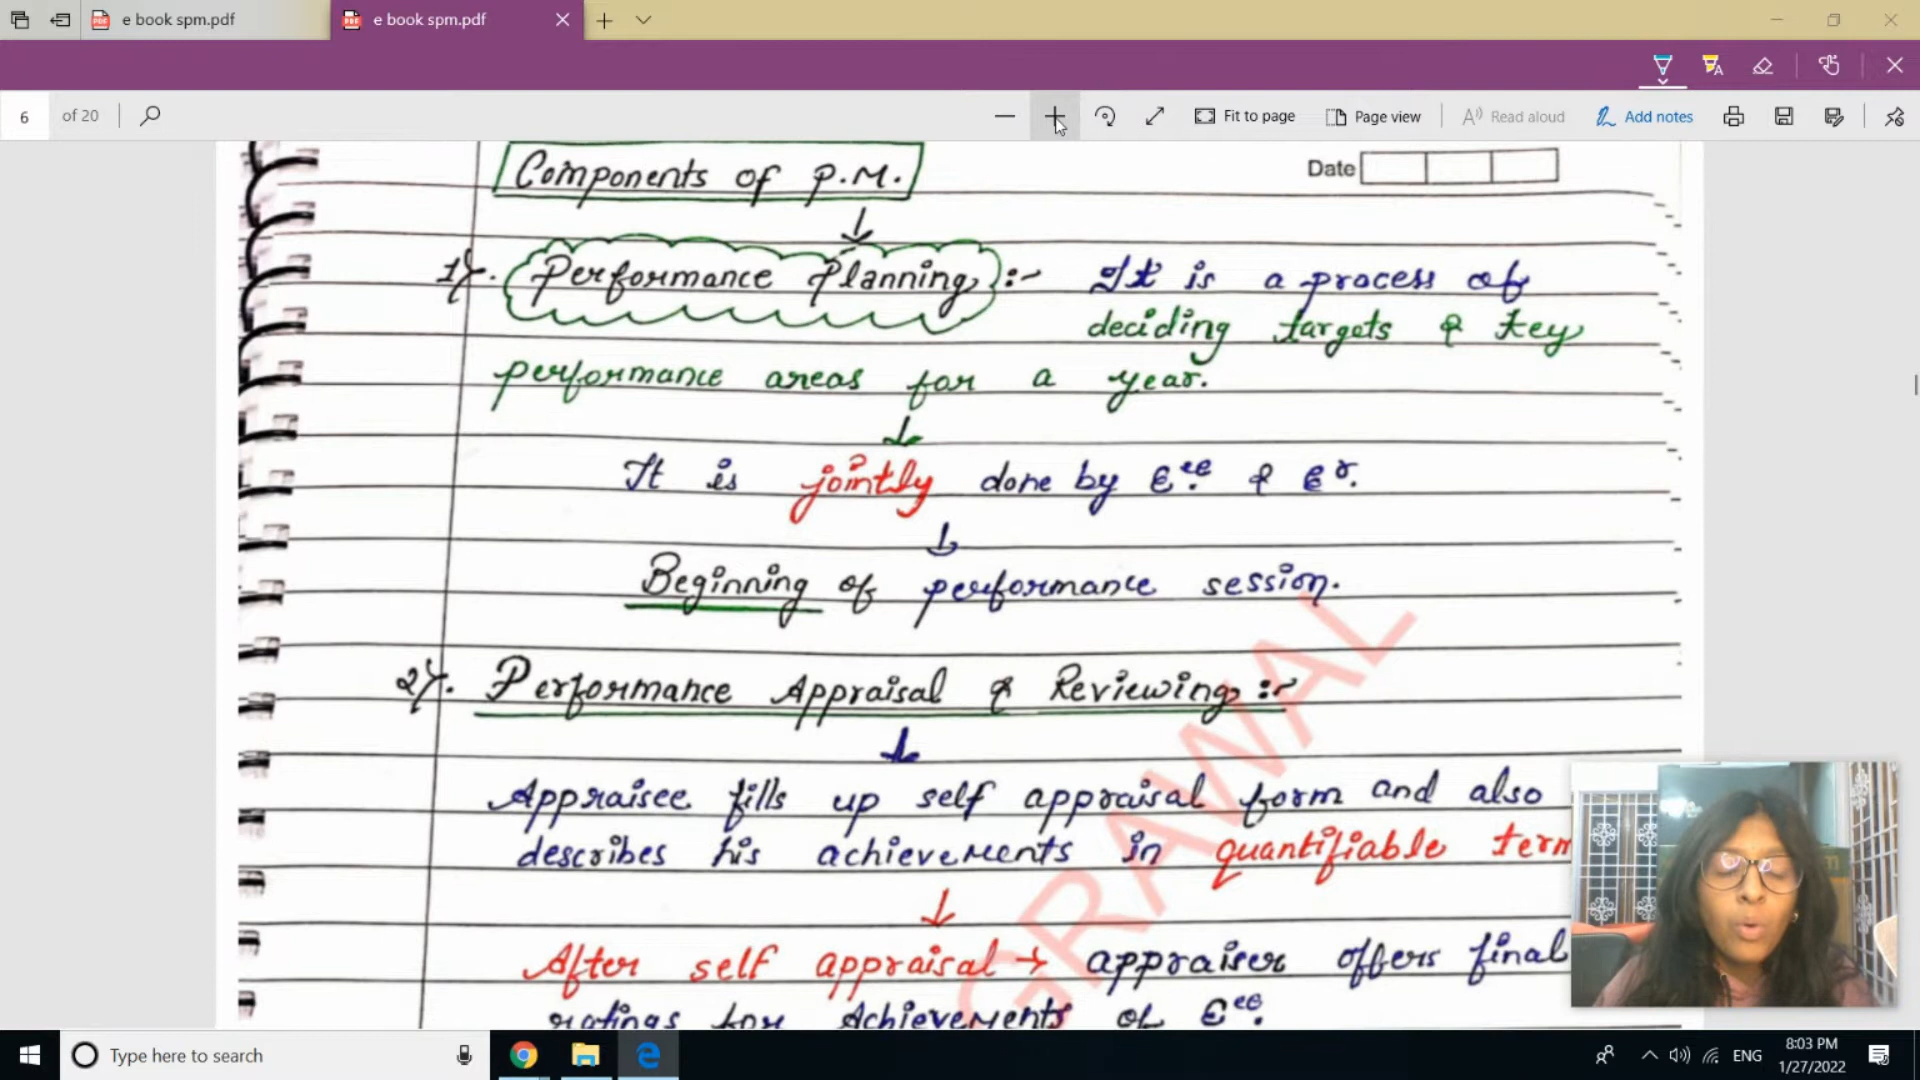 e book spm.pdf
e book spm.pdf
6 of 20
Fit to page
Page view
Read aloud
Add notes
Components of P.M.
Date
1). Performance Planning :- It is a process of
deciding targets & key
performance areas for a year.
It is jointly done by Eee & Er.
Beginning of performance session.
2). Performance Appraisal & Reviewing :-
Appraisee fills up self appraisal form and also
describes his achievements in quantifiable term
After self appraisal → appraiser offers final
ratings for Achievements of Eee.
GRAWAL
Type here to search
ENG
8:03 PM
1/27/2022